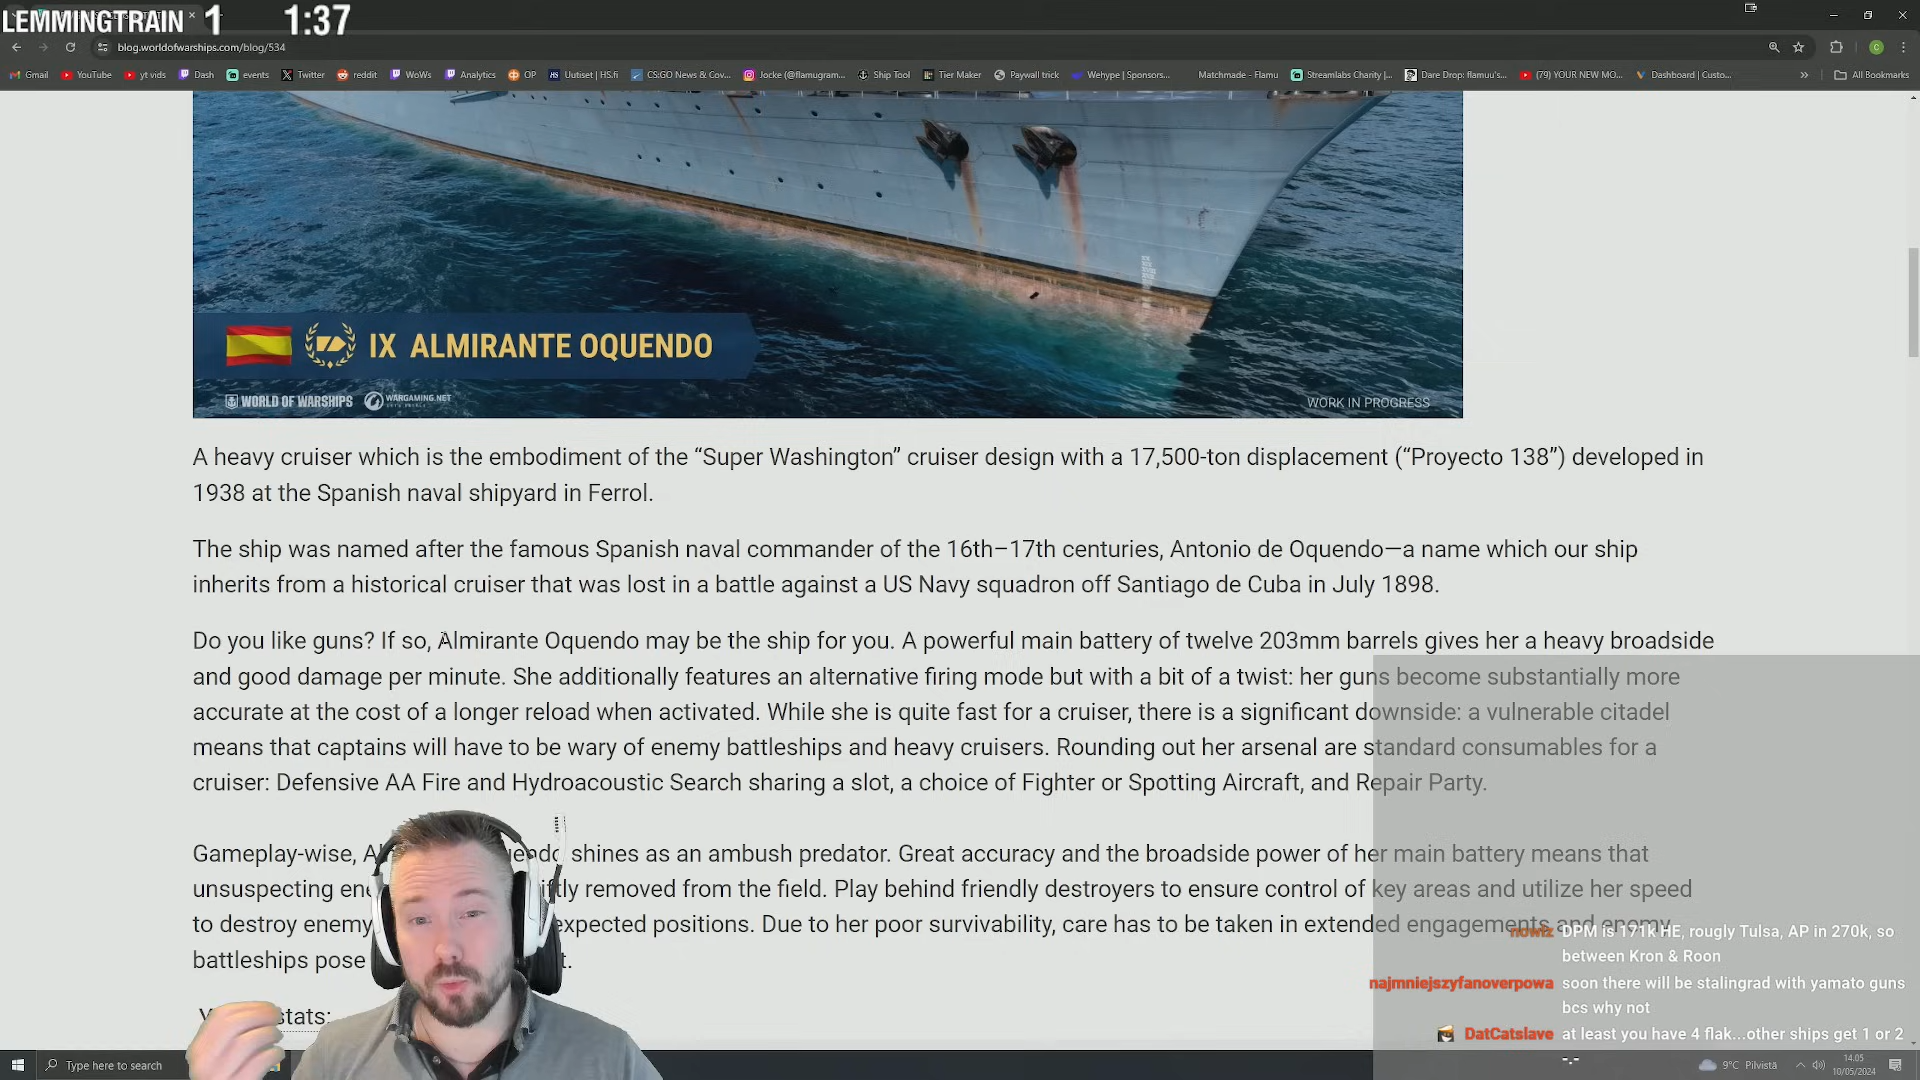 LEMMINGTRAIN 1 1:37
blog.worldofwarships.com/blog/534
Gmail YouTube yt vids Dash events Twitter reddit WoWs Analytics OP Uutiset | HS.fi CS:GO News & Cov... Jocke (@flamugram... Ship Tool Tier Maker Paywall trick Wehype | Sponsors... Matchmade - Flamu Streamlabs Charity |... Dare Drop: flamuu's... (79) YOUR NEW MO... Dashboard | Custo... » All Bookmarks
IX ALMIRANTE OQUENDO
WORLD OF WARSHIPS WARGAMING.NET
WORK IN PROGRESS
A heavy cruiser which is the embodiment of the “Super Washington” cruiser design with a 17,500-ton displacement (“Proyecto 138”) developed in
1938 at the Spanish naval shipyard in Ferrol.
The ship was named after the famous Spanish naval commander of the 16th–17th centuries, Antonio de Oquendo—a name which our ship
inherits from a historical cruiser that was lost in a battle against a US Navy squadron off Santiago de Cuba in July 1898.
Do you like guns? If so, Almirante Oquendo may be the ship for you. A powerful main battery of twelve 203mm barrels gives her a heavy broadside
and good damage per minute. She additionally features an alternative firing mode but with a bit of a twist: her guns become substantially more
accurate at the cost of a longer reload when activated. While she is quite fast for a cruiser, there is a significant downside: a vulnerable citadel
means that captains will have to be wary of enemy battleships and heavy cruisers. Rounding out her arsenal are standard consumables for a
cruiser: Defensive AA Fire and Hydroacoustic Search sharing a slot, a choice of Fighter or Spotting Aircraft, and Repair Party.
Gameplay-wise, shines as an ambush predator. Great accuracy and the broadside power of her main battery means that
unsuspecting removed from the field. Play behind friendly destroyers to ensure control of key areas and utilize her speed
to destroy enemy expected positions. Due to her poor survivability, care has to be taken in extended engagements and enemy
battleships pose
stats:
nowiz DPM is 171k HE, rougly Tulsa, AP in 270k, so
between Kron & Roon
najmniejszyfanoverpowa soon there will be stalingrad with yamato guns
bcs why not
DatCatslave at least you have 4 flak...other ships get 1 or 2
Type here to search
9°C Pilvistä
14.05
10/05/2024